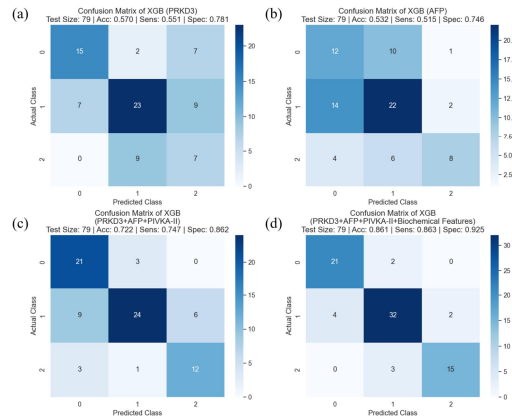 (a)
Confusion Matrix of XGB (PRKD3)
Test Size: 79 | Acc: 0.570 | Sens: 0.551 | Spec: 0.781
Actual Class
0 15 2 7
1 7 23 9
2 0 9 7
0 1 2
Predicted Class
20
15
10
5
0
(b)
Confusion Matrix of XGB (AFP)
Test Size: 79 | Acc: 0.532 | Sens: 0.515 | Spec: 0.746
Actual Class
0 12 10 1
1 14 22 2
2 4 6 8
0 1 2
Predicted Class
20.0
17.5
15.0
12.5
10.0
7.5
5.0
2.5
(c)
Confusion Matrix of XGB
(PRKD3+AFP+PIVKA-II)
Test Size: 79 | Acc: 0.722 | Sens: 0.747 | Spec: 0.862
Actual Class
0 21 3 0
1 9 24 6
2 3 1 12
0 1 2
Predicted Class
20
15
10
5
0
(d)
Confusion Matrix of XGB
(PRKD3+AFP+PIVKA-II+Biochemical Features)
Test Size: 79 | Acc: 0.861 | Sens: 0.863 | Spec: 0.925
Actual Class
0 21 2 0
1 4 32 2
2 0 3 15
0 1 2
Predicted Class
30
25
20
15
10
5
0